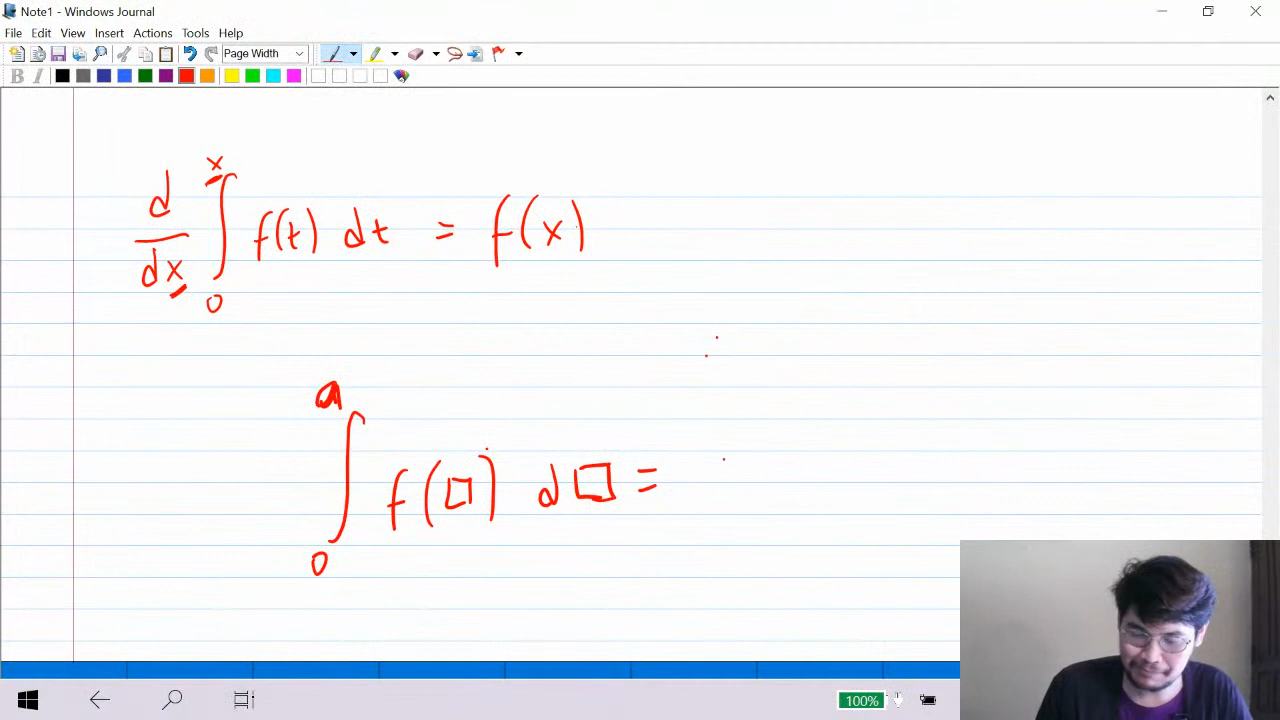 Note1 - Windows Journal
File Edit View Insert Actions Tools Help
Page Width
B I
d/dx ∫₀ˣ f(t) dt = f(x)
∫₀ᵃ f(□) d□ =
100%